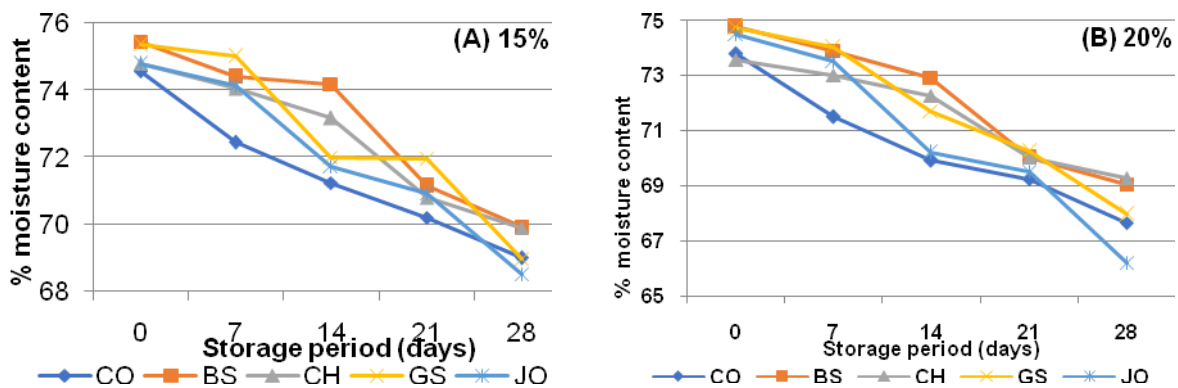 76
74
72
70
68
% moisture content
(A) 15%
0 7 14 21 28
Storage period (days)
CO BS CH GS JO
75
73
71
69
67
65
% moisture content
(B) 20%
0 7 14 21 28
Storage period (days)
CO BS CH GS JO